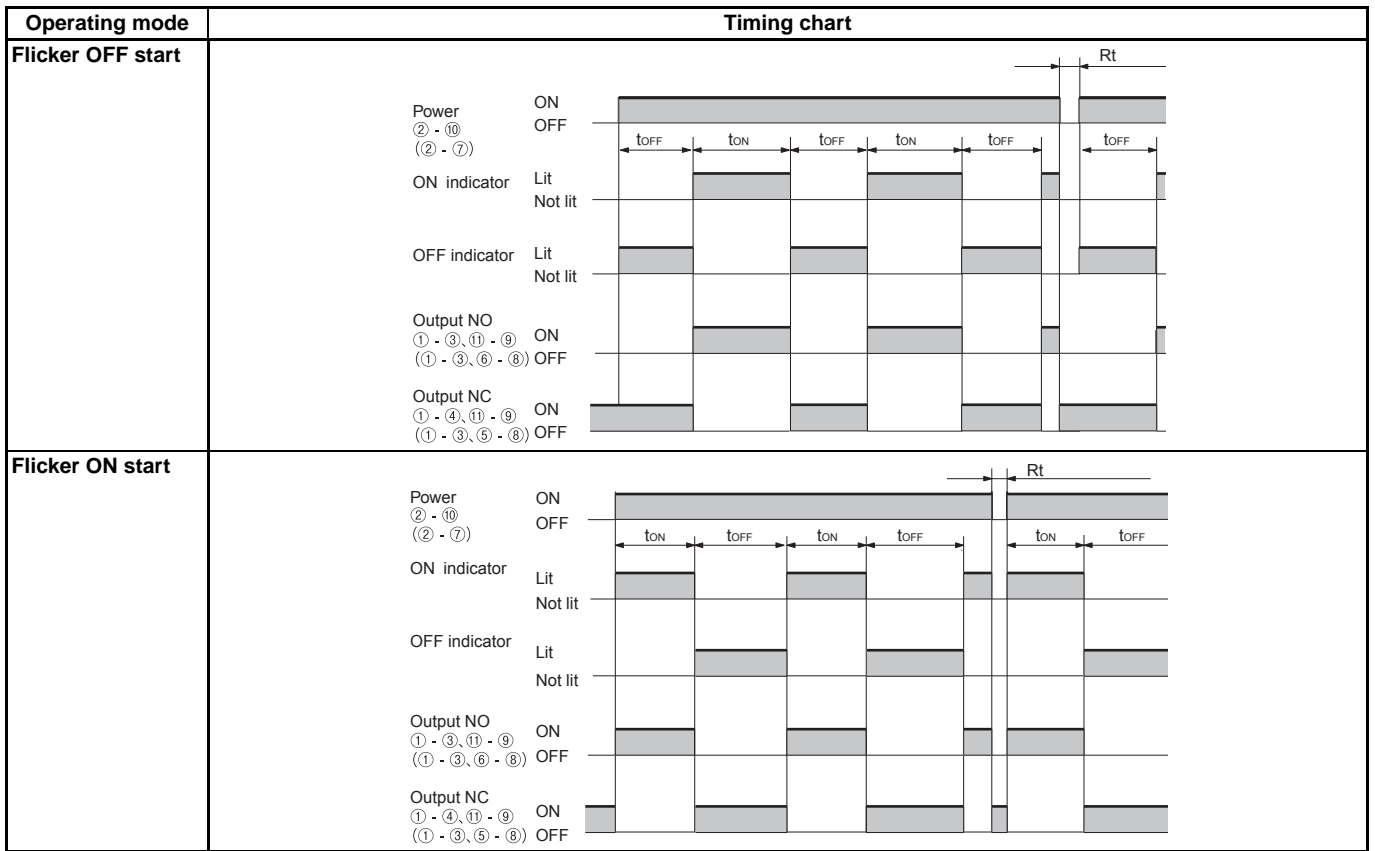 Operating mode
Timing chart
Flicker OFF start
Rt
Power
② - ⑩
(② - ⑦)
ON
OFF
tOFF tON tOFF tON tOFF tOFF
ON indicator
Lit
Not lit
OFF indicator
Lit
Not lit
Output NO
① - ③、⑪ - ⑨ ON
(① - ③、⑥ - ⑧) OFF
Output NC
① - ④、⑪ - ⑨ ON
(① - ③、⑤ - ⑧) OFF
Flicker ON start
Rt
Power
② - ⑩
(② - ⑦)
ON
OFF
tON tOFF tON tOFF tON tOFF
ON indicator
Lit
Not lit
OFF indicator
Lit
Not lit
Output NO
① - ③、⑪ - ⑨ ON
(① - ③、⑥ - ⑧) OFF
Output NC
① - ④、⑪ - ⑨ ON
(① - ③、⑤ - ⑧) OFF